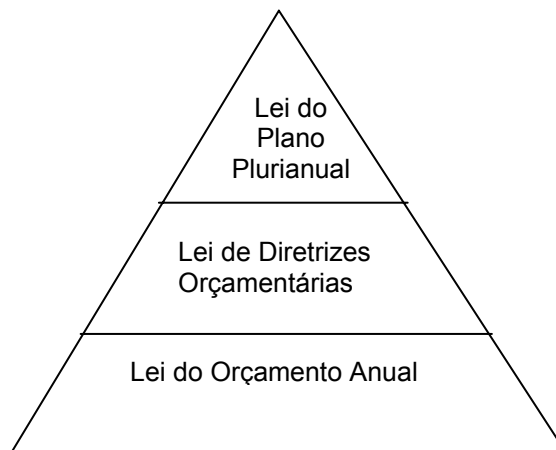 Lei do
Plano
Plurianual
Lei de Diretrizes
Orçamentárias
Lei do Orçamento Anual